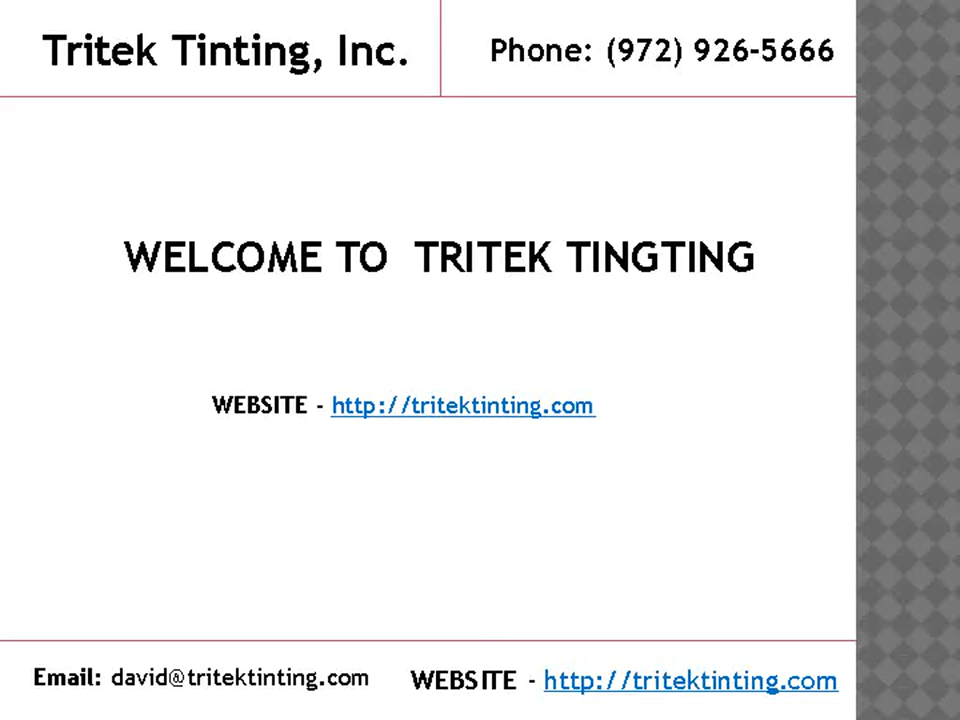 Tritek Tinting, Inc.
Phone: (972) 926-5666
WELCOME TO TRITEK TINGTING
WEBSITE - http://tritektinting.com
Email: david@tritektinting.com
WEBSITE - http://tritektinting.com